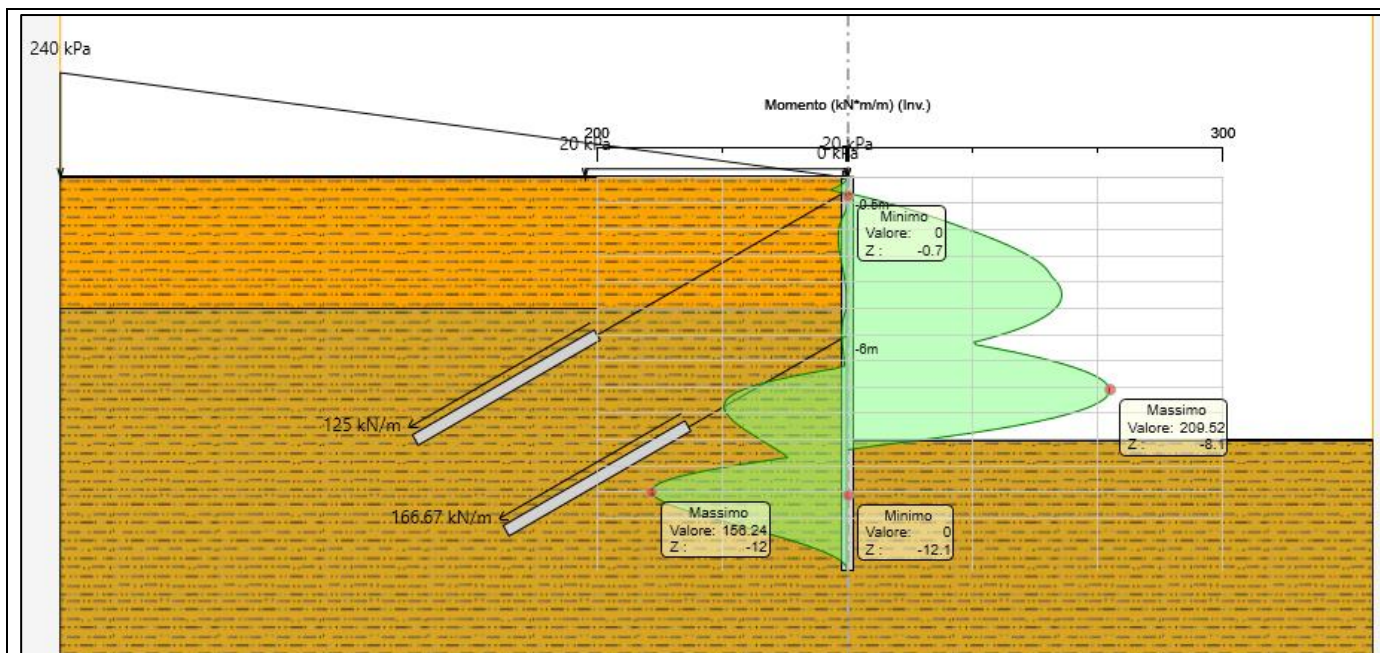 240 kPa
Momento (kN*m/m) (Inv.)
200
20 kPa
300
20 kPa
0 kPa
-0.5m
Minimo
Valore: 0
Z : -0.7
-6m
Massimo
Valore: 209.52
Z : -8.1
125 kN/m
166.67 kN/m
Massimo
Valore: 156.24
Z : -12
Minimo
Valore: 0
Z : -12.1